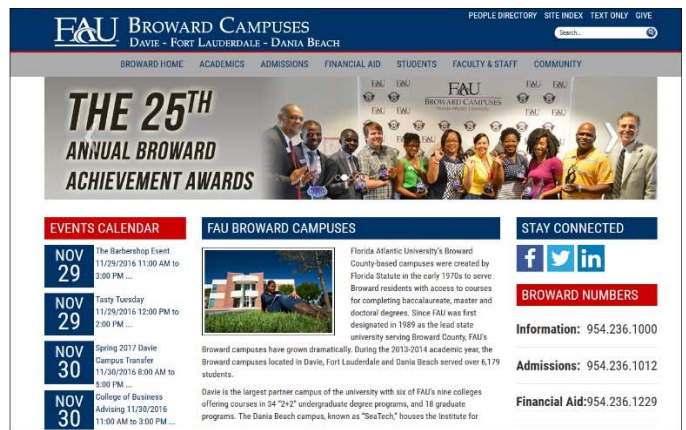 PEOPLE DIRECTORY SITE INDEX TEXT ONLY GIVE
FAU BROWARD CAMPUSES
DAVIE - FORT LAUDERDALE - DANIA BEACH
Search...
BROWARD HOME ACADEMICS ADMISSIONS FINANCIAL AID STUDENTS FACULTY & STAFF COMMUNITY
THE 25TH
ANNUAL BROWARD
ACHIEVEMENT AWARDS
FAU
BROWARD CAMPUSES
EVENTS CALENDAR
NOV
29
The Barbershop Event
11/29/2016 11:00 AM to
3:00 PM ...
NOV
29
Tasty Tuesday
11/29/2016 12:00 PM to
2:00 PM ...
NOV
30
Spring 2017 Davie
Campus Transfer
11/30/2016 8:00 AM to
5:00 PM ...
NOV
30
College of Business
Advising 11/30/2016
11:00 AM to 3:00 PM ...
FAU BROWARD CAMPUSES
Florida Atlantic University's Broward
County-based campuses were created by
Florida Statute in the early 1970s to serve
Broward residents with access to courses
for completing baccalaureate, master and
doctoral degrees. Since FAU was first
designated in 1989 as the lead state
university serving Broward County, FAU's
Broward campuses have grown dramatically. During the 2013-2014 academic year, the
Broward campuses located in Davie, Fort Lauderdale and Dania Beach served over 6,179
students.
Davie is the largest partner campus of the university with six of FAU's nine colleges
offering courses in 34 "2+2" undergraduate degree programs, and 18 graduate
programs. The Dania Beach campus, known as "SeaTech," houses the Institute for
STAY CONNECTED
f in
BROWARD NUMBERS
Information: 954.236.1000
Admissions: 954.236.1012
Financial Aid:954.236.1229